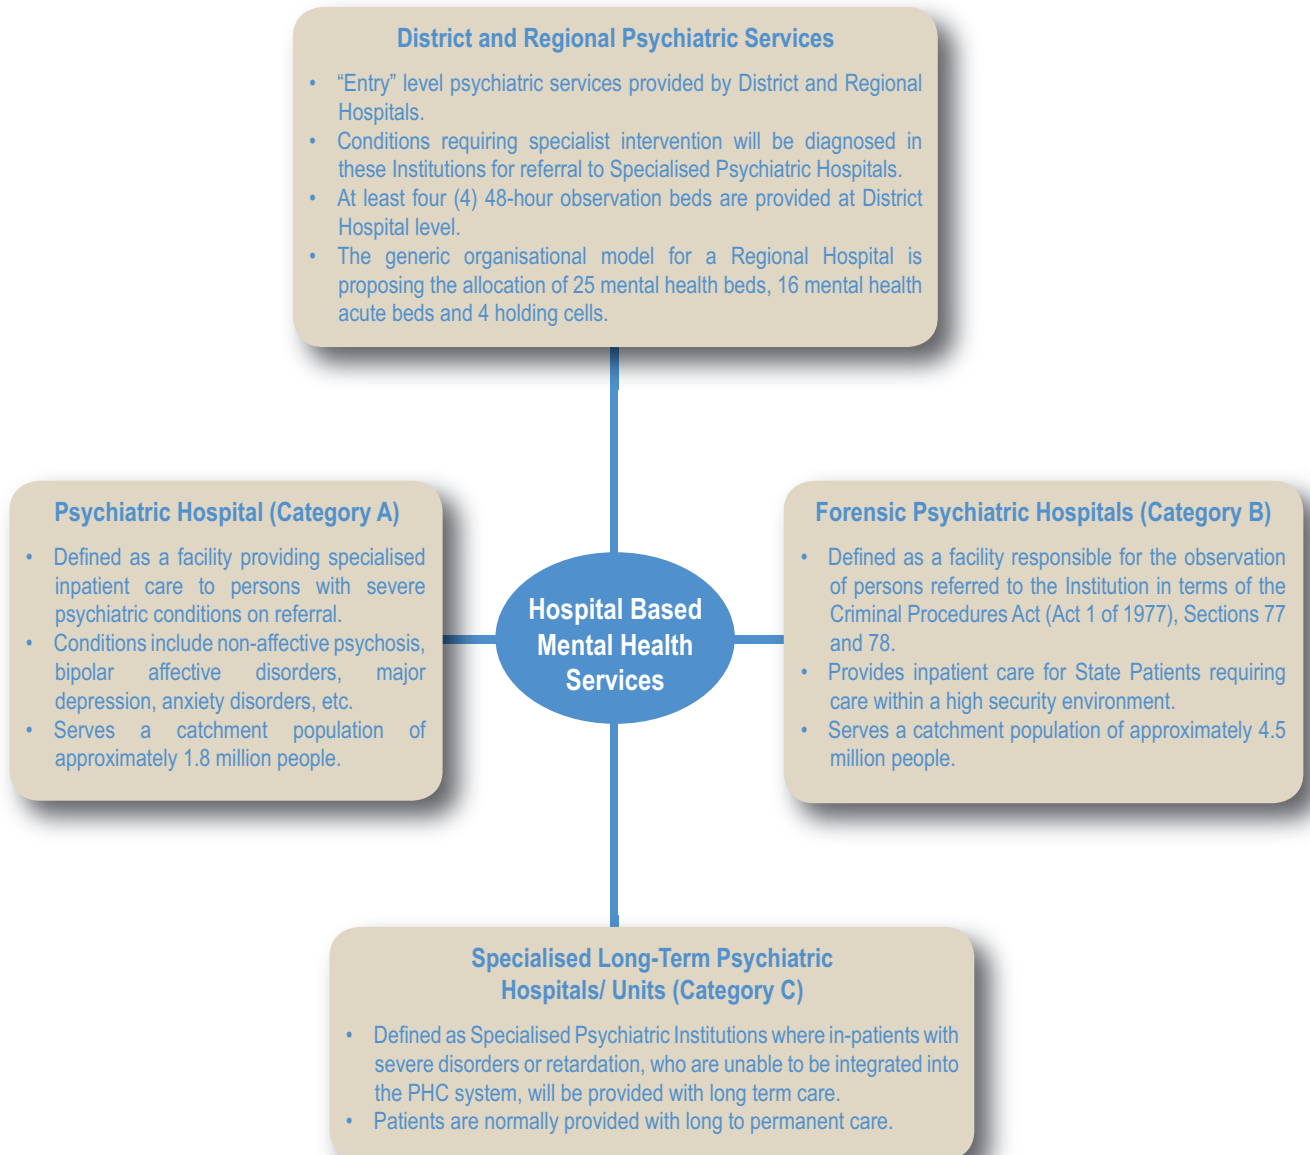 District and Regional Psychiatric Services
• “Entry” level psychiatric services provided by District and Regional
Hospitals.
• Conditions requiring specialist intervention will be diagnosed in
these Institutions for referral to Specialised Psychiatric Hospitals.
• At least four (4) 48-hour observation beds are provided at District
Hospital level.
• The generic organisational model for a Regional Hospital is
proposing the allocation of 25 mental health beds, 16 mental health
acute beds and 4 holding cells.
Psychiatric Hospital (Category A)
• Defined as a facility providing specialised
inpatient care to persons with severe
psychiatric conditions on referral.
• Conditions include non-affective psychosis,
bipolar affective disorders, major
depression, anxiety disorders, etc.
• Serves a catchment population of
approximately 1.8 million people.
Hospital Based
Mental Health
Services
Forensic Psychiatric Hospitals (Category B)
• Defined as a facility responsible for the observation
of persons referred to the Institution in terms of the
Criminal Procedures Act (Act 1 of 1977), Sections 77
and 78.
• Provides inpatient care for State Patients requiring
care within a high security environment.
• Serves a catchment population of approximately 4.5
million people.
Specialised Long-Term Psychiatric
Hospitals/ Units (Category C)
• Defined as Specialised Psychiatric Institutions where in-patients with
severe disorders or retardation, who are unable to be integrated into
the PHC system, will be provided with long term care.
• Patients are normally provided with long to permanent care.